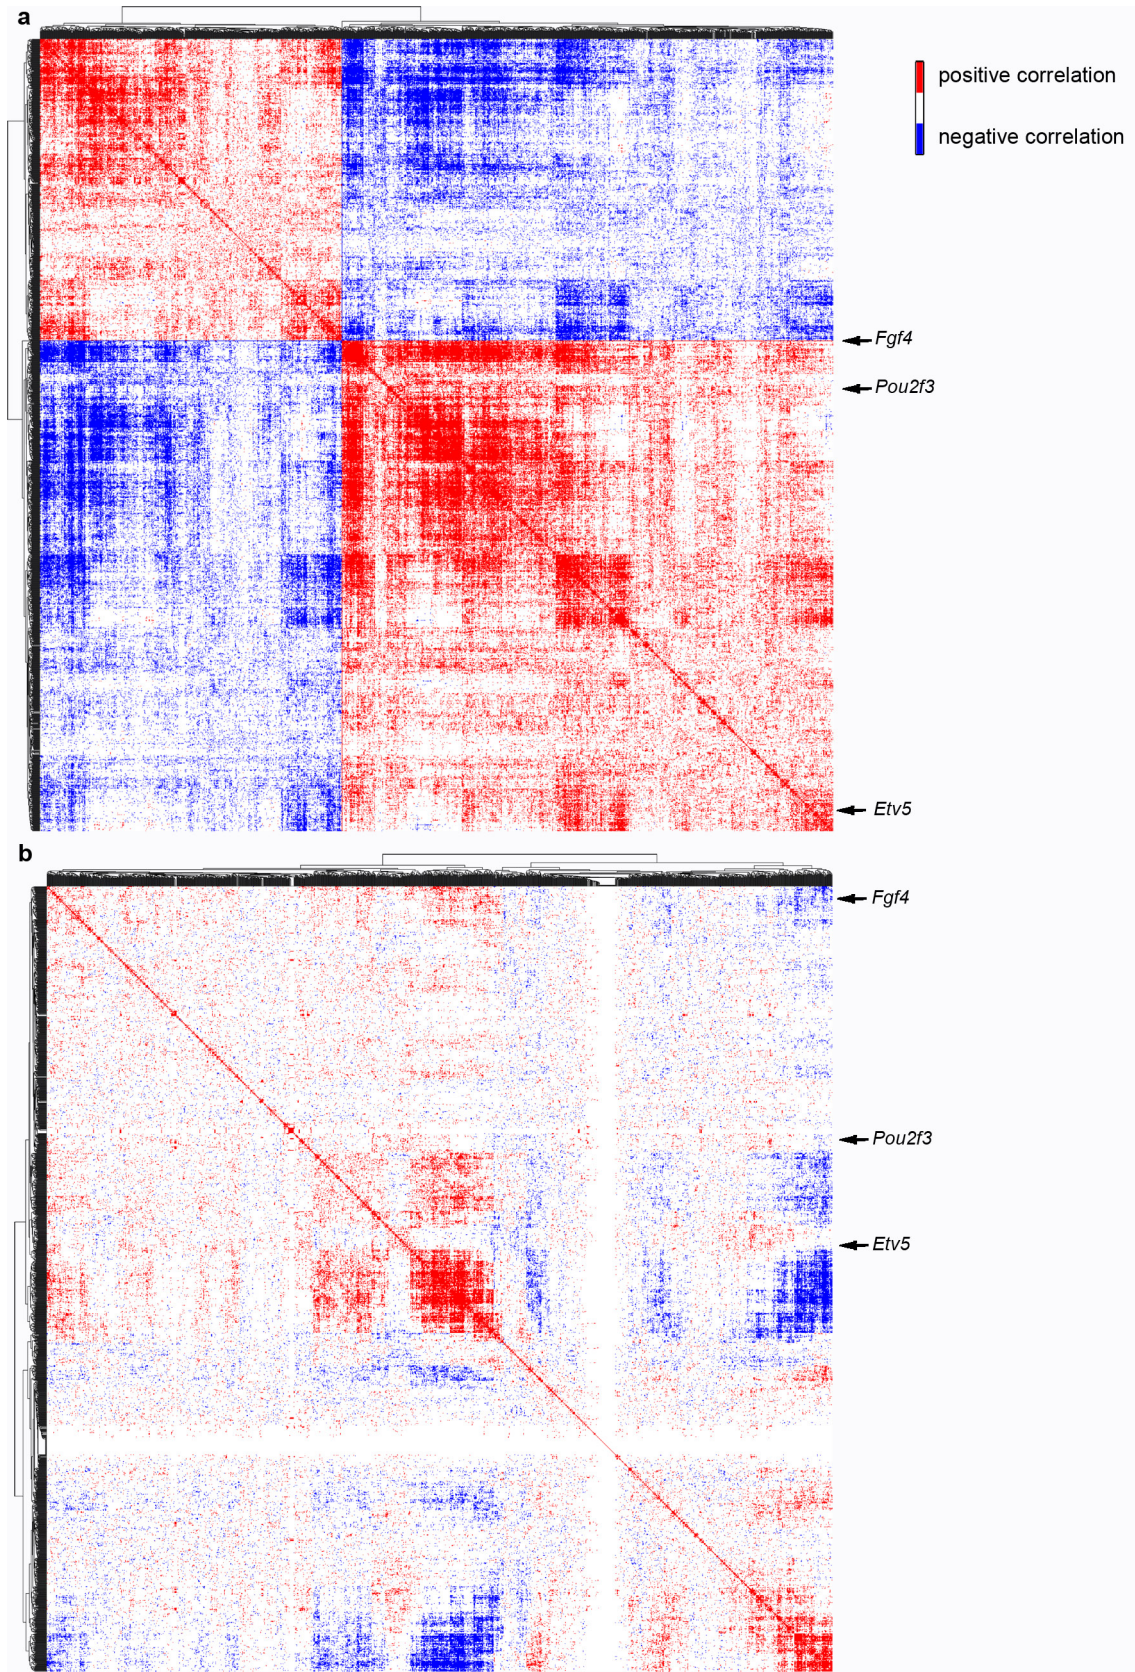 a
positive correlation
negative correlation
Fgf4
Pou2f3
Etv5
b
Fgf4
Pou2f3
Etv5